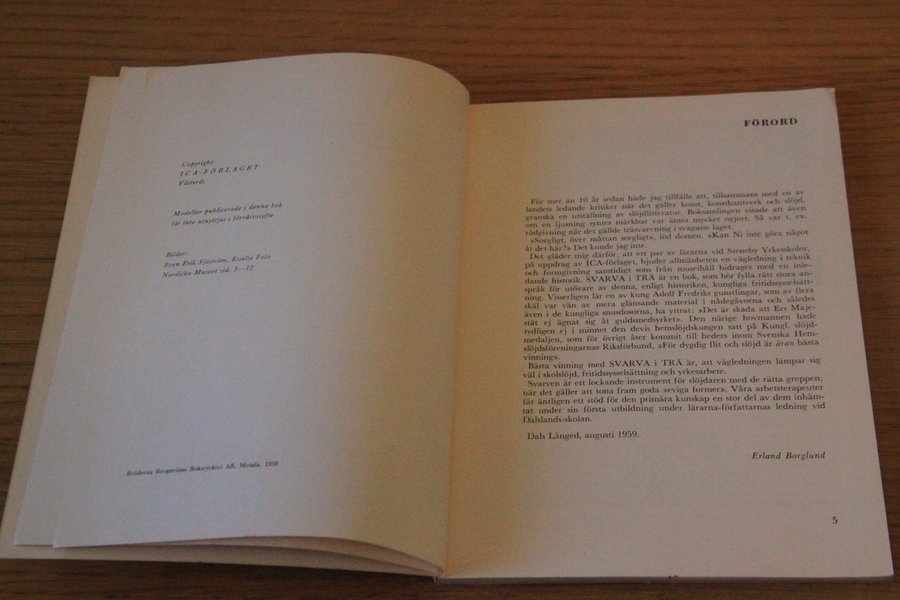 Copyright:
ICA-FÖRLAGET
Västerås
Modeller publicerade i denna bok
får inte utnyttjas i förvärvssyfte
Bilder:
Sven Erik Sjöström, Esselte Foto
Nordiska Museet sid. 5—12
Bröderna Borgströms Boktryckeri AB, Motala, 1959
FÖRORD
För mer än 10 år sedan hade jag tillfälle att, tillsammans med en av
landets ledande kritiker när det gäller konst, konsthantverk och slöjd,
granska en utställning av slöjdlitteratur. Boksamlingen visade att även
om en ljusning syntes märkbar var ännu mycket ogjort. Så var t. ex.
rådgivning när det gällde träsvarvning i svagaste laget.
»Sorgligt, över måttan sorgligt», löd domen. »Kan Ni inte göra något
åt det här?» Det kunde jag inte.
Det gläder mig därför, att ett par av lärarna vid Steneby Yrkesskolor,
på uppdrag av ICA-förlaget, bjuder allmänheten en vägledning i teknik
och formgivning samtidigt som från musеihåll bidrages med en inle-
dande historik. SVARVA i TRÄ är en bok, som bör fylla rätt stora an-
språk för utövare av denna, enligt historiken, kungliga fritidssysselsätt-
ning. Visserligen lär en av kung Adolf Fredriks gunstlingar, som av flera
skäl var vän av mera glänsande material i nådegåvorna och således
även i de kungliga snusdosorna, ha yttrat: »Det är skada att Ers Maje-
stät ej ägnat sig åt guldsmedsyrket». Den närige hovmannen hade
tydligen ej i minnet den devis hemslöjdskungen satt på Kungl. slöjd-
medaljen, som för övrigt åter kommit till heders inom Svenska Hem-
slöjdsföreningarnas Riksförbund, »För dygdig flit och slöjd är äran bästa
vinning».
Bästa vinning med SVARVA i TRÄ är, att vägledningen lämpar sig
väl i skolslöjd, fritidssysselsättning och yrkesarbete.
Svarven är ett lockande instrument för slöjdaren med de rätta greppen,
när det gäller att tona fram goda »eviga former». Våra arbetsterapeuter
får äntligen ett stöd för den primära kunskap en stor del av dem inhäm-
tat under sin första utbildning under lärarna-författarnas ledning vid
Dalslands-skolan.
Dals Långed, augusti 1959.
Erland Borglund
5